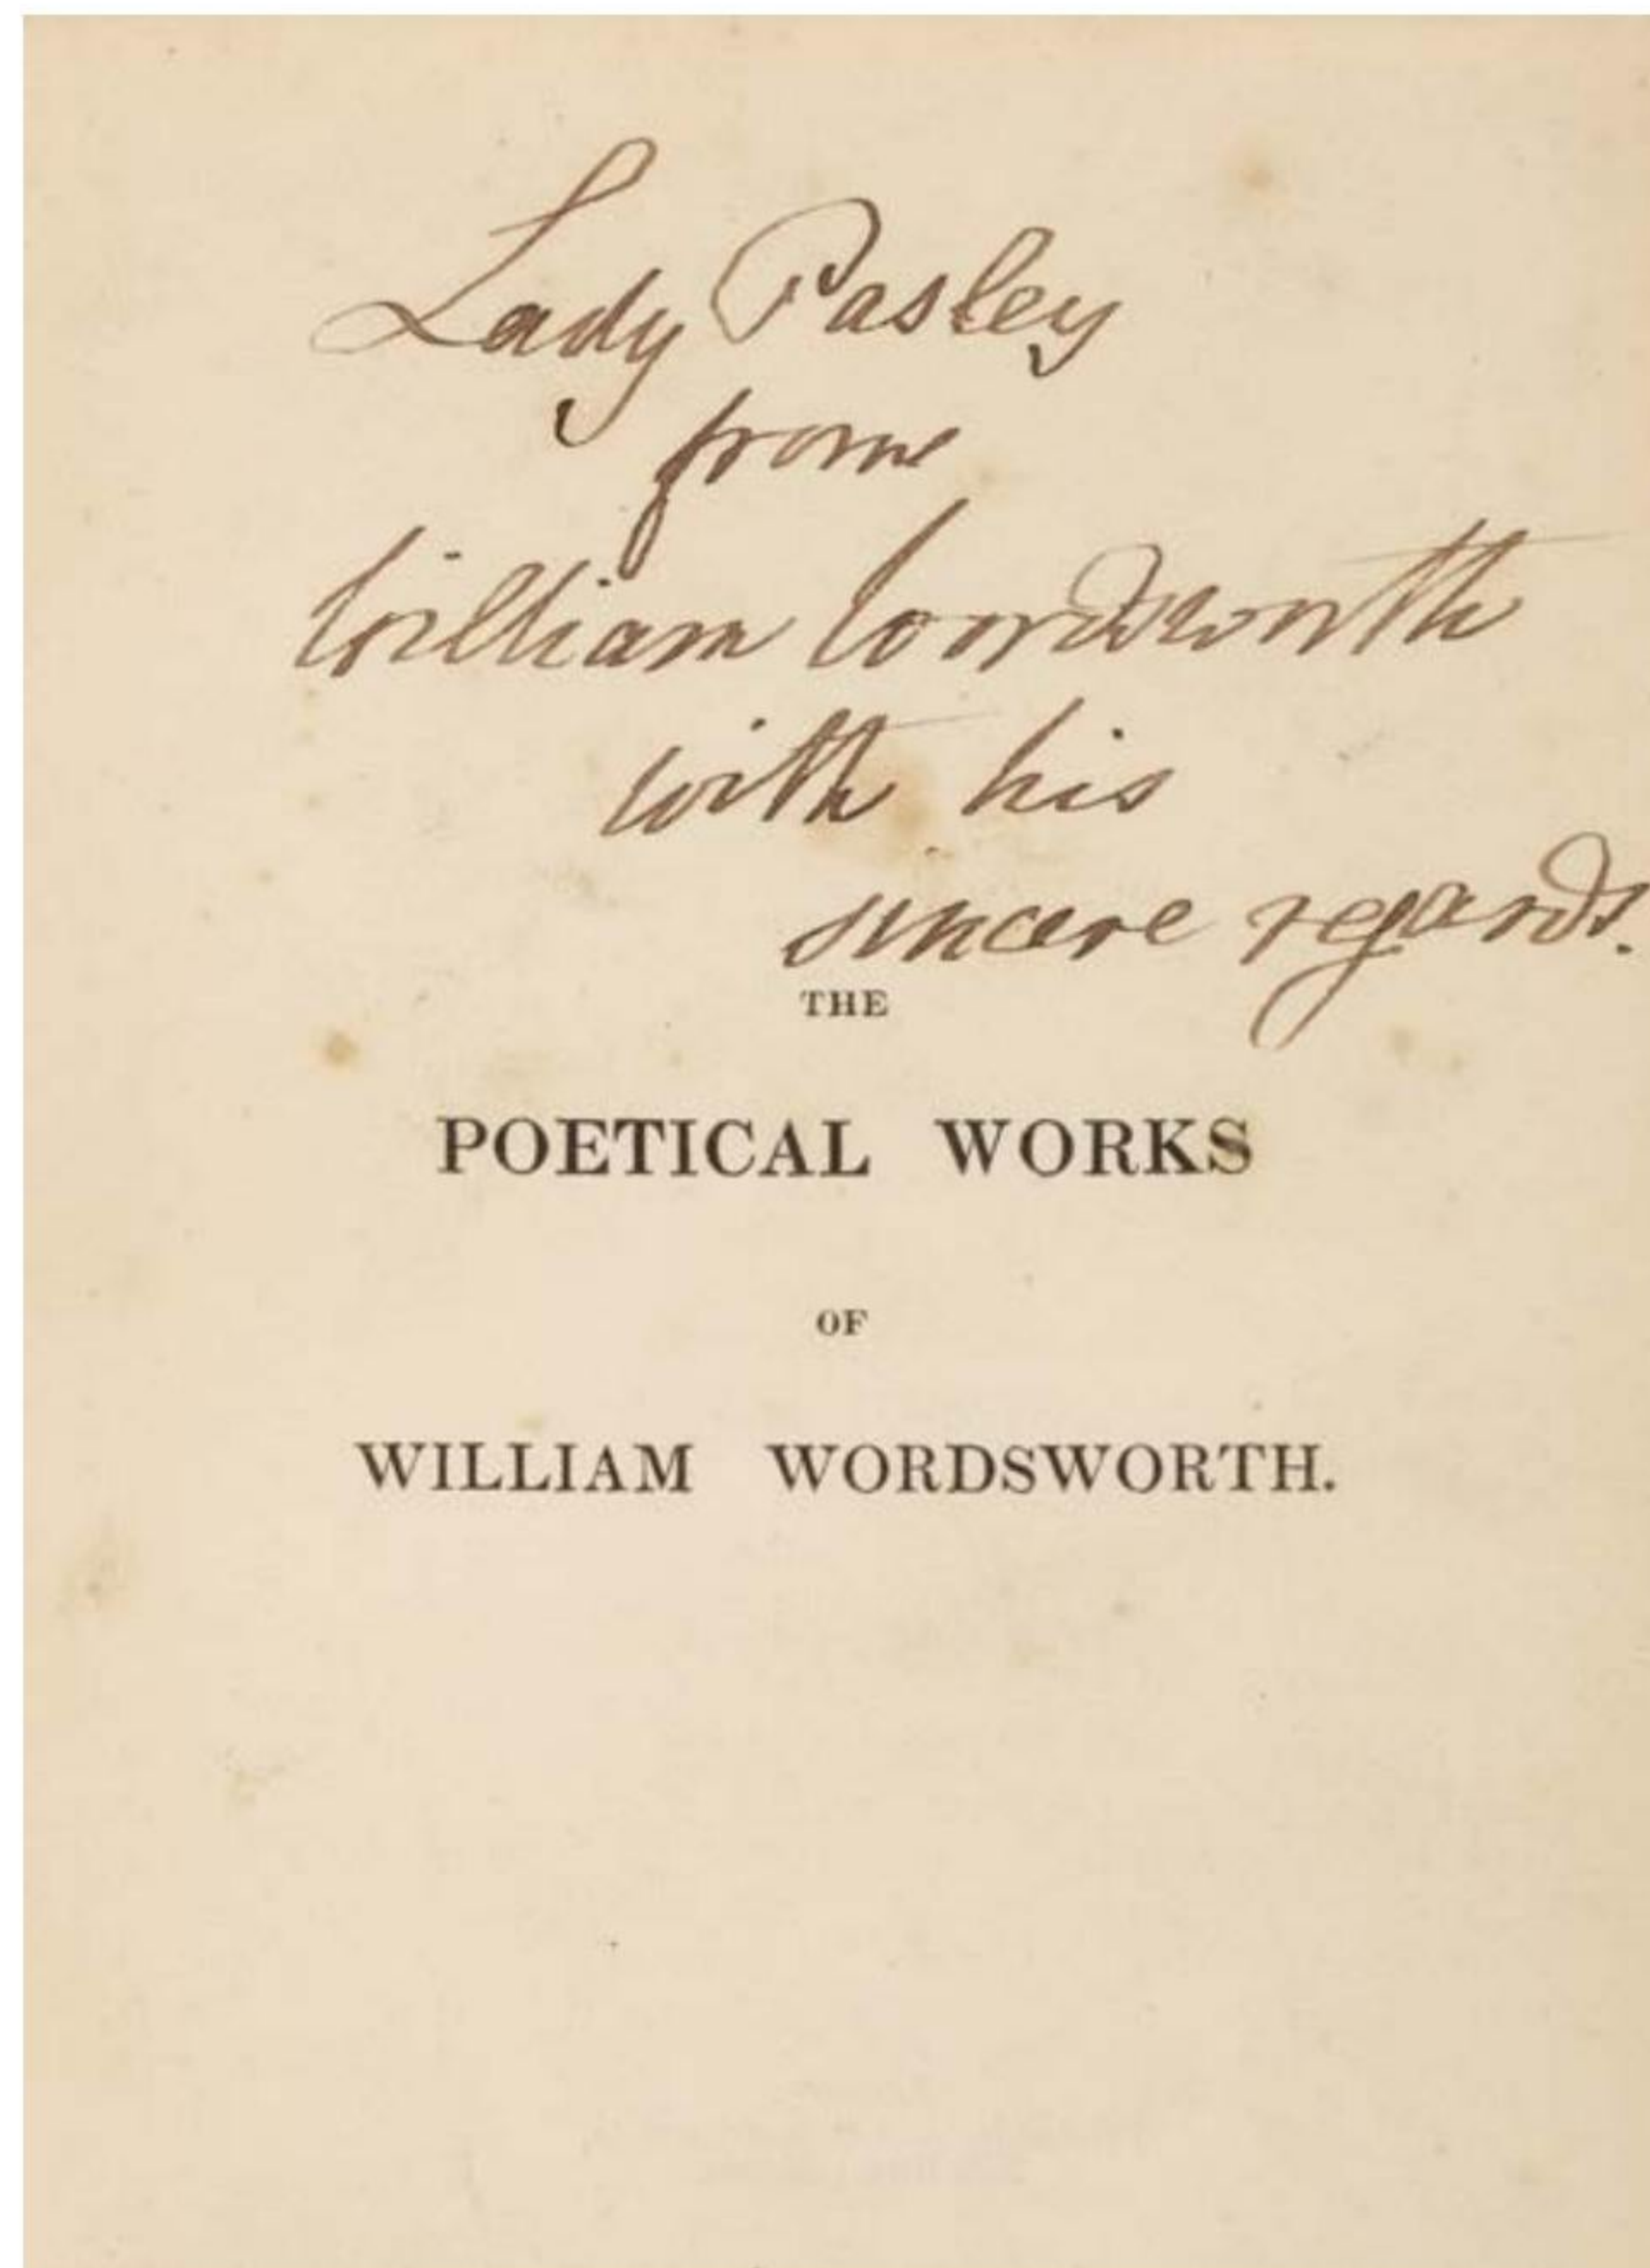 Lady Pasley
from
William Wordsworth
with his
sincere regards.
THE
POETICAL WORKS
OF
WILLIAM WORDSWORTH.